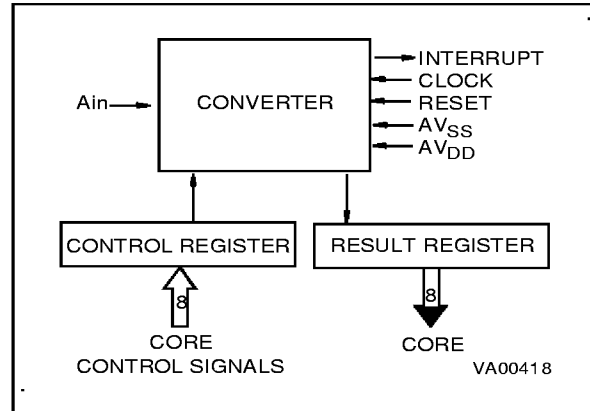 INTERRUPT
CLOCK
Ain
CONVERTER
RESET
AVSS
AVDD
CONTROL REGISTER
RESULT REGISTER
8
8
CORE
CONTROL SIGNALS
CORE
VA00418